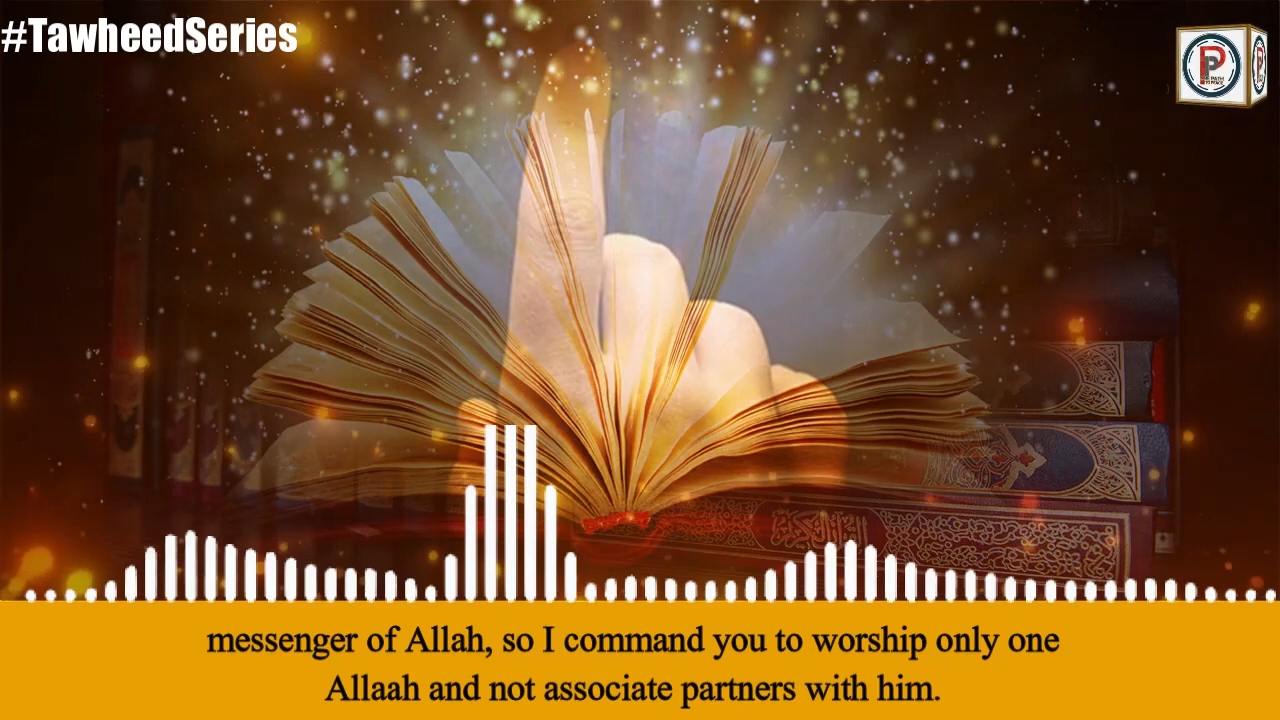 #TawheedSeries
messenger of Allah, so I command you to worship only one
Allaah and not associate partners with him.